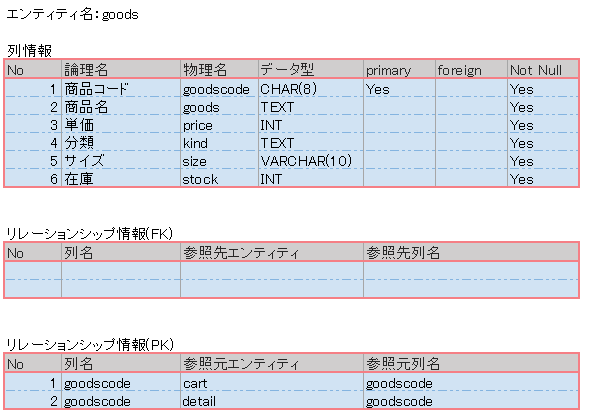 エンティティ名：goods
列情報
No 論理名 物理名 データ型 primary foreign Not Null
1 商品コード goodscode CHAR(8) Yes Yes
2 商品名 goods TEXT Yes
3 単価 price INT Yes
4 分類 kind TEXT Yes
5 サイズ size VARCHAR(10) Yes
6 在庫 stock INT Yes
リレーションシップ情報(FK)
No 列名 参照先エンティティ 参照先列名
リレーションシップ情報(PK)
No 列名 参照元エンティティ 参照元列名
1 goodscode cart goodscode
2 goodscode detail goodscode